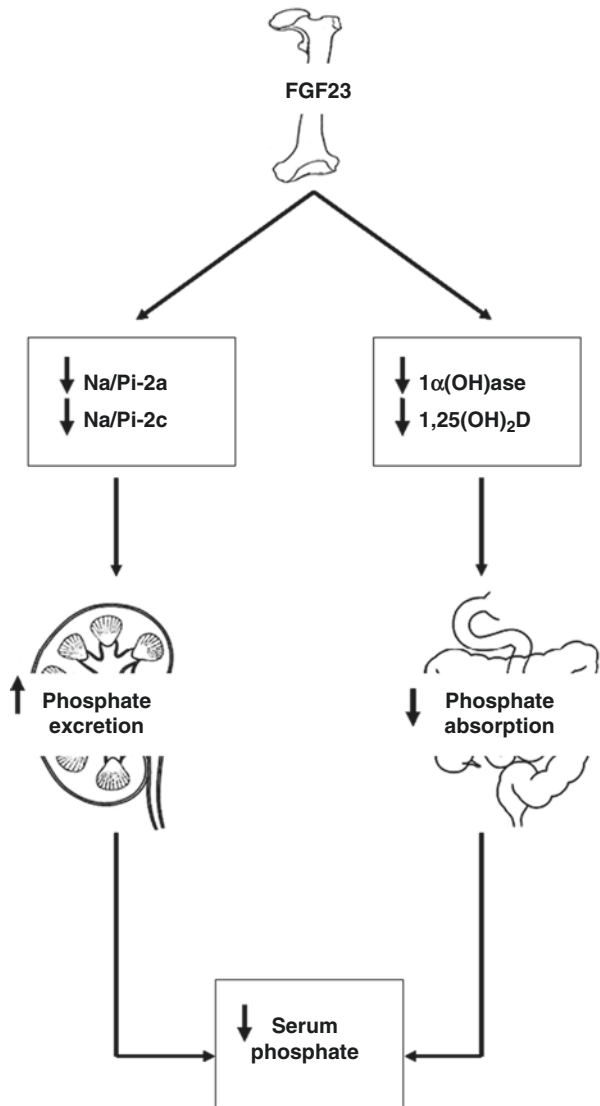 FGF23
↓ Na/Pi-2a
↓ Na/Pi-2c
↓ 1α(OH)ase
↓ 1,25(OH)₂D
↑ Phosphate
excretion
↓ Phosphate
absorption
↓ Serum
phosphate